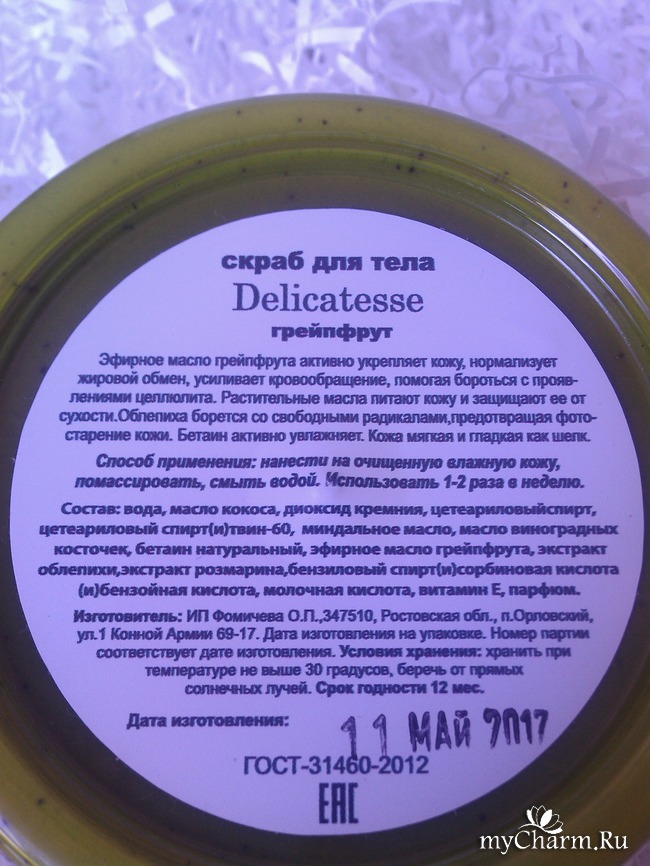 скраб для тела
Delicatesse
грейпфрут
Эфирное масло грейпфрута активно укрепляет кожу, нормализует
жировой обмен, усиливает кровообращение, помогая бороться с прояв-
лениями целлюлита. Растительные масла питают кожу и защищают ее от
сухости.Облепиха борется со свободными радикалами,предотвращая фото-
старение кожи. Бетаин активно увлажняет. Кожа мягкая и гладкая как шелк.
Способ применения: нанести на очищенную влажную кожу,
помассировать, смыть водой. Использовать 1-2 раза в неделю.
Состав: вода, масло кокоса, диоксид кремния, цетеариловыйспирт,
цетеариловый спирт(и)твин-60, миндальное масло, масло виноградных
косточек, бетаин натуральный, эфирное масло грейпфрута, экстракт
облепихи,экстракт розмарина,бензиловый спирт(и)сорбиновая кислота
(и)бензойная кислота, молочная кислота, витамин Е, парфюм.
Изготовитель: ИП Фомичева О.П.,347510, Ростовская обл., п.Орловский,
ул.1 Конной Армии 69-17. Дата изготовления на упаковке. Номер партии
соответствует дате изготовления. Условия хранения: хранить при
температуре не выше 30 градусов, беречь от прямых
солнечных лучей. Срок годности 12 мес.
Дата изготовления: 11 МАЙ 2017
ГОСТ-31460-2012
ЕАС
myCharm.Ru